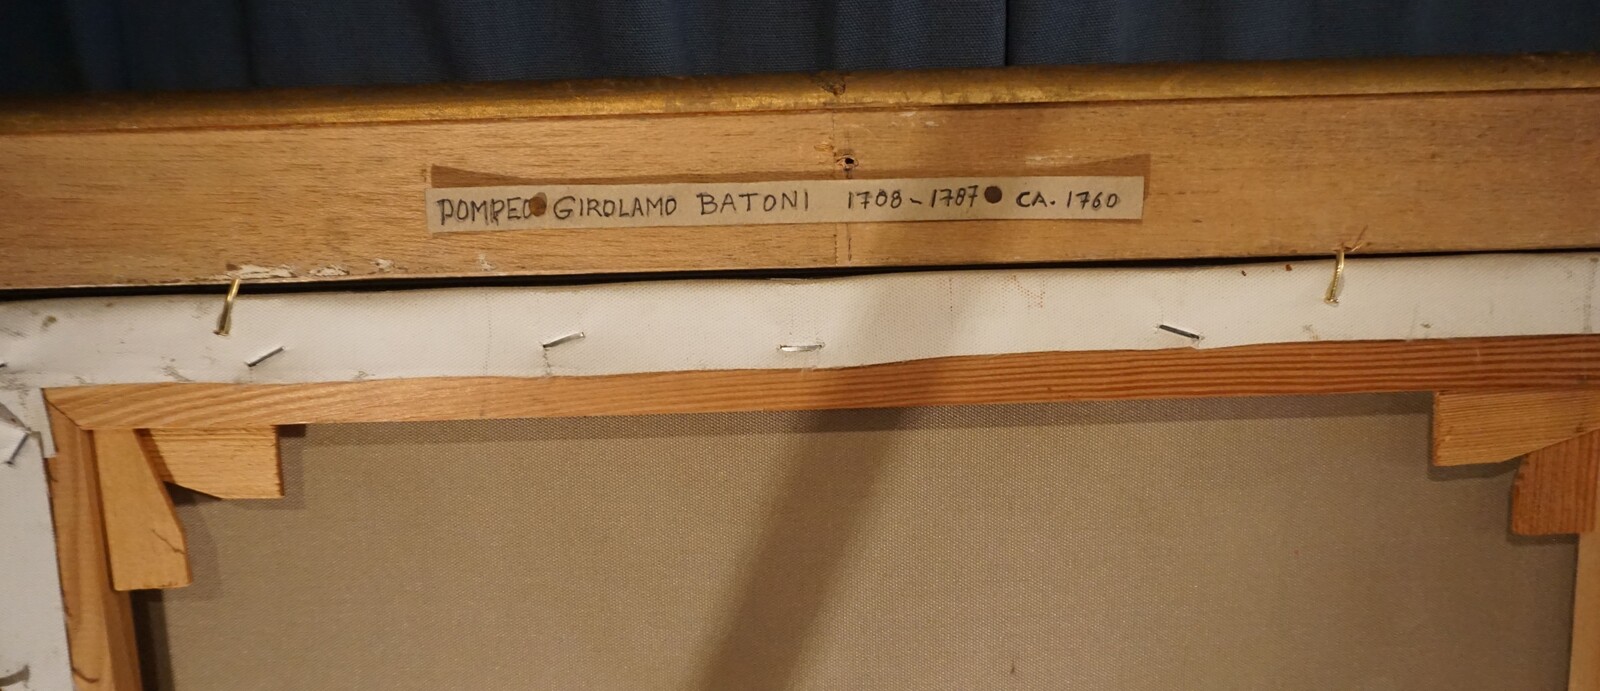 POMPEO GIROLAMO BATONI 1708-1787 CA. 1760